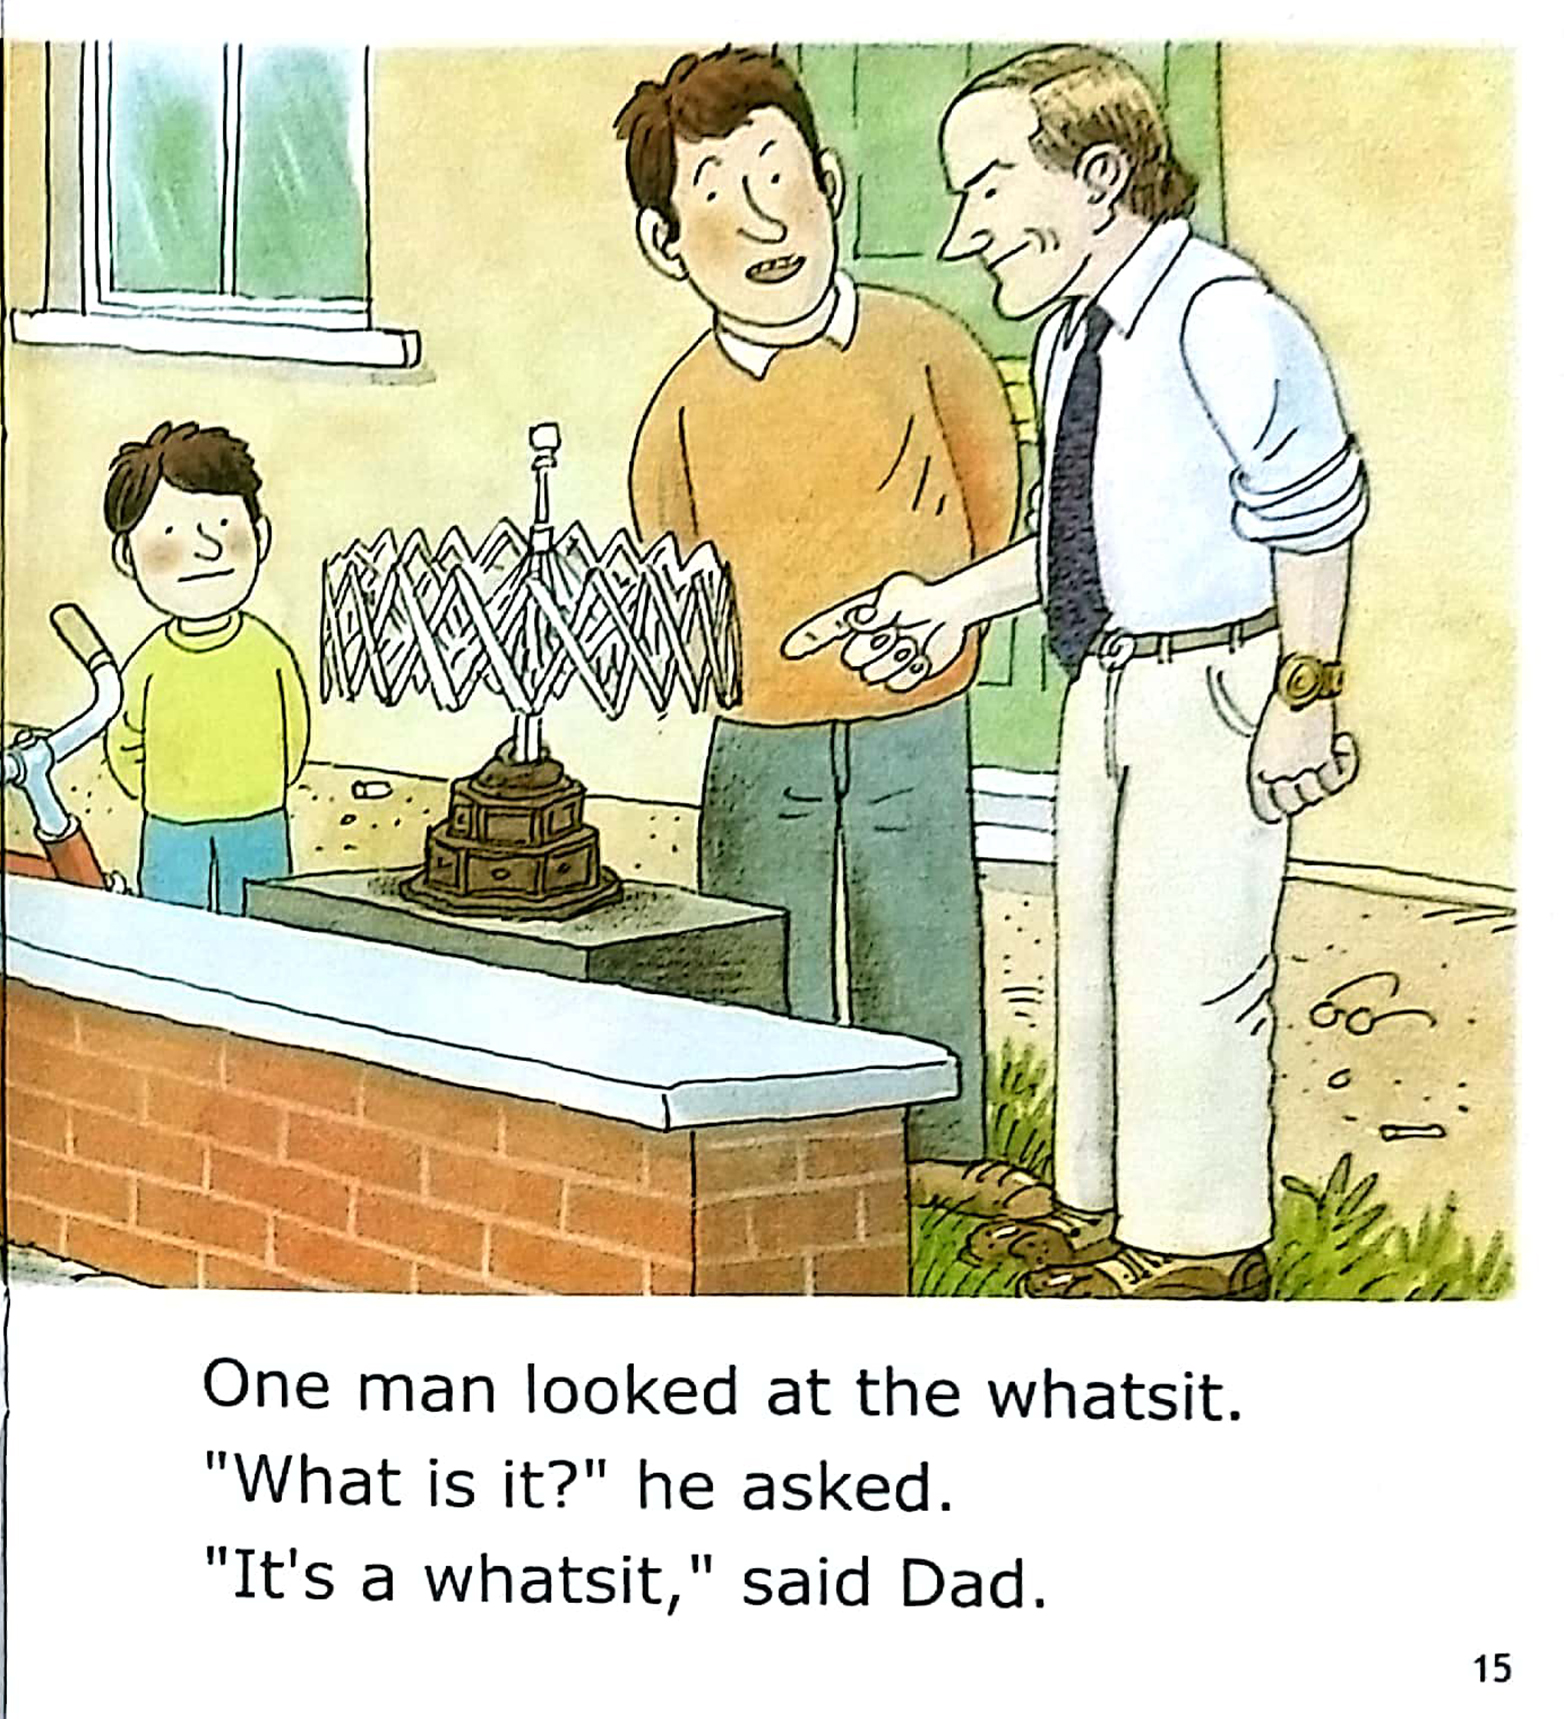 One man looked at the whatsit.
"What is it?" he asked.
"It's a whatsit," said Dad.
15